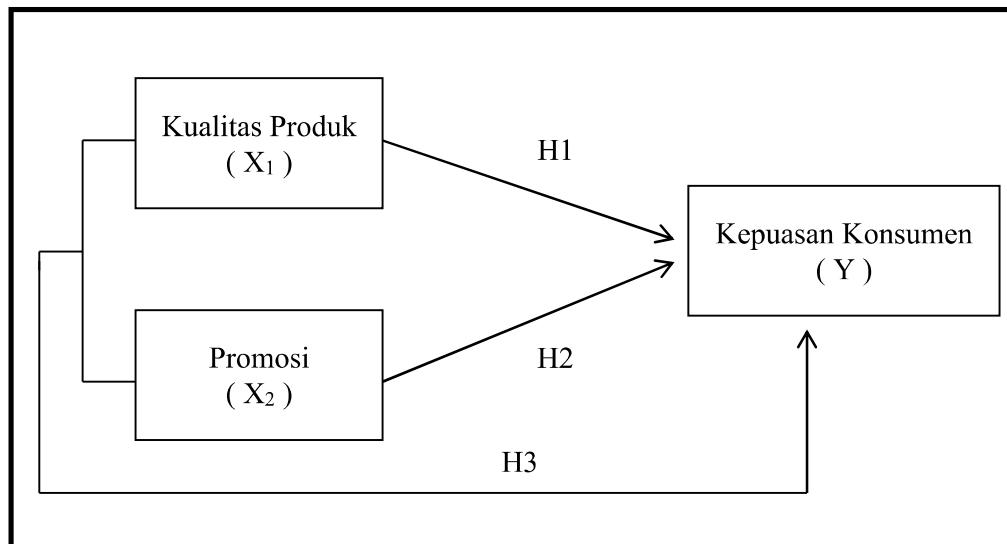 Kualitas Produk
( X₁ )
H1
Kepuasan Konsumen
( Y )
Promosi
( X₂ )
H2
H3